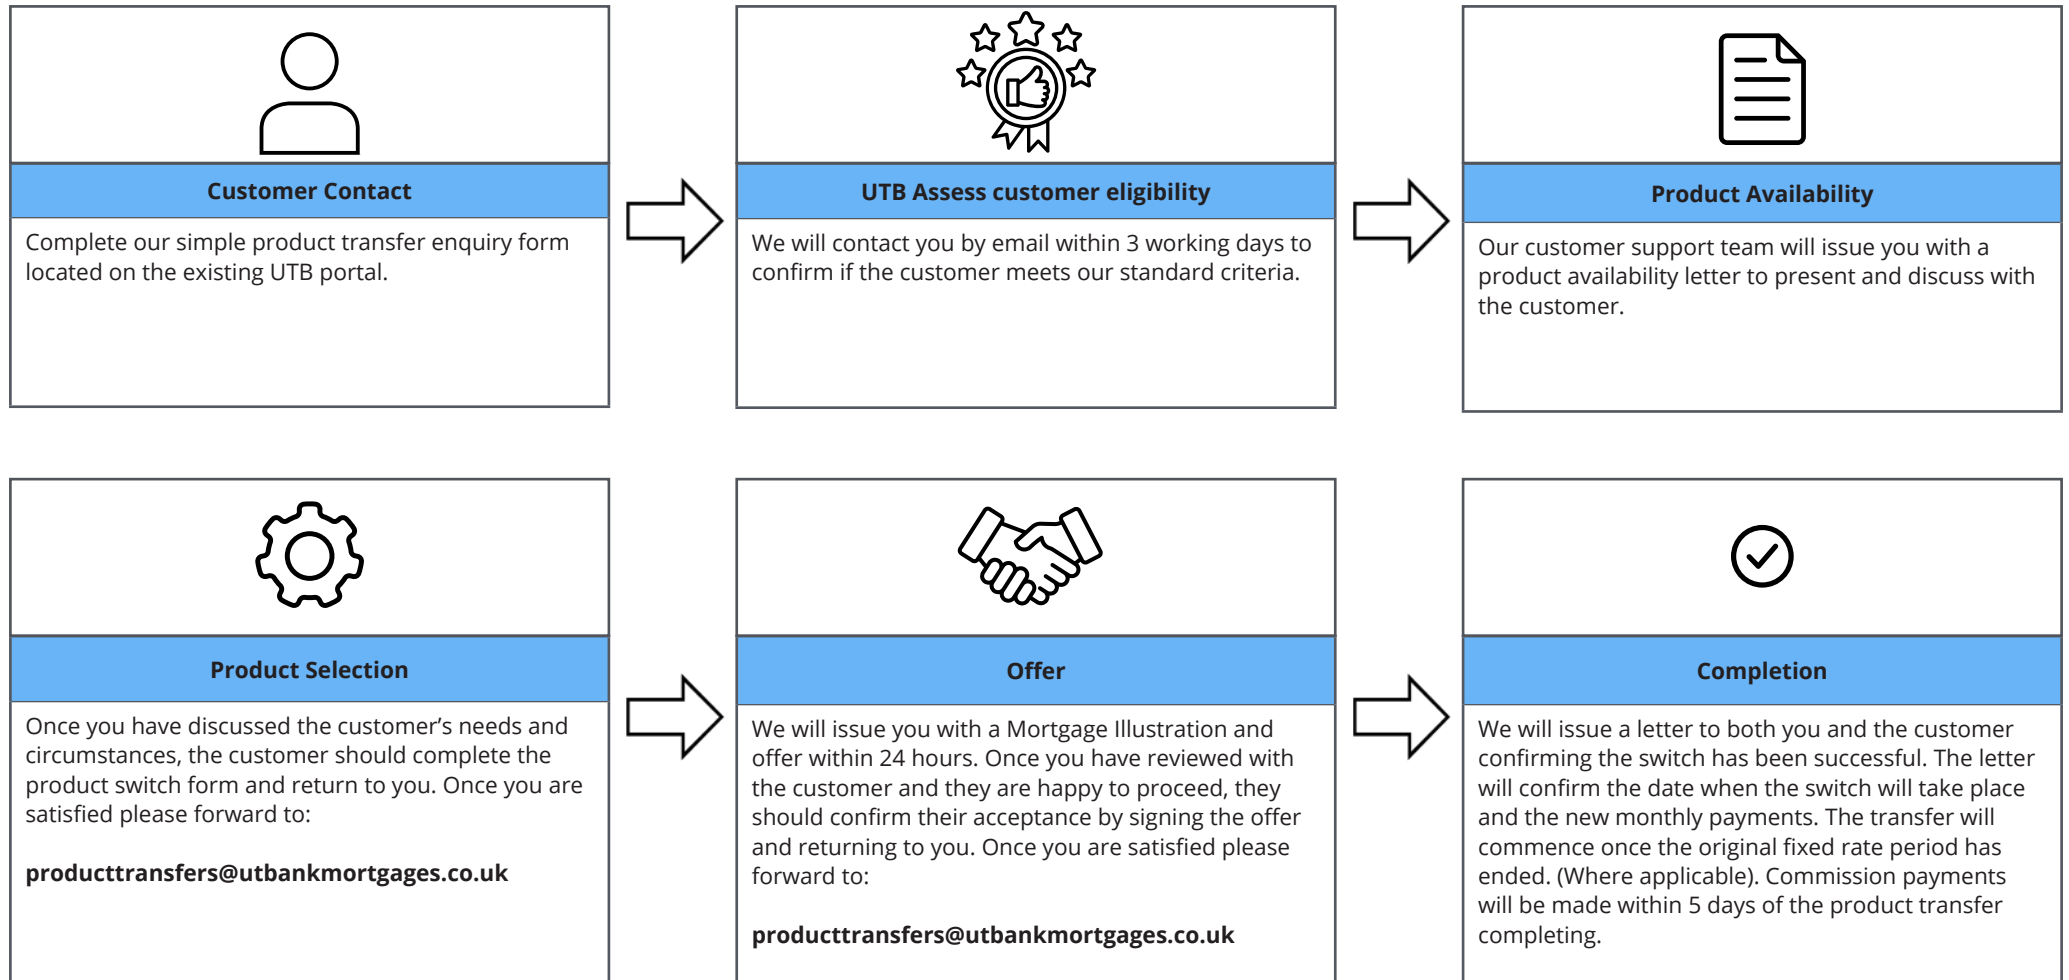 Customer Contact
Complete our simple product transfer enquiry form
located on the existing UTB portal.
UTB Assess customer eligibility
We will contact you by email within 3 working days to
confirm if the customer meets our standard criteria.
Product Availability
Our customer support team will issue you with a
product availability letter to present and discuss with
the customer.
Product Selection
Once you have discussed the customer’s needs and
circumstances, the customer should complete the
product switch form and return to you. Once you are
satisfied please forward to:
producttransfers@utbankmortgages.co.uk
Offer
We will issue you with a Mortgage Illustration and
offer within 24 hours. Once you have reviewed with
the customer and they are happy to proceed, they
should confirm their acceptance by signing the offer
and returning to you. Once you are satisfied please
forward to:
producttransfers@utbankmortgages.co.uk
Completion
We will issue a letter to both you and the customer
confirming the switch has been successful. The letter
will confirm the date when the switch will take place
and the new monthly payments. The transfer will
commence once the original fixed rate period has
ended. (Where applicable). Commission payments
will be made within 5 days of the product transfer
completing.